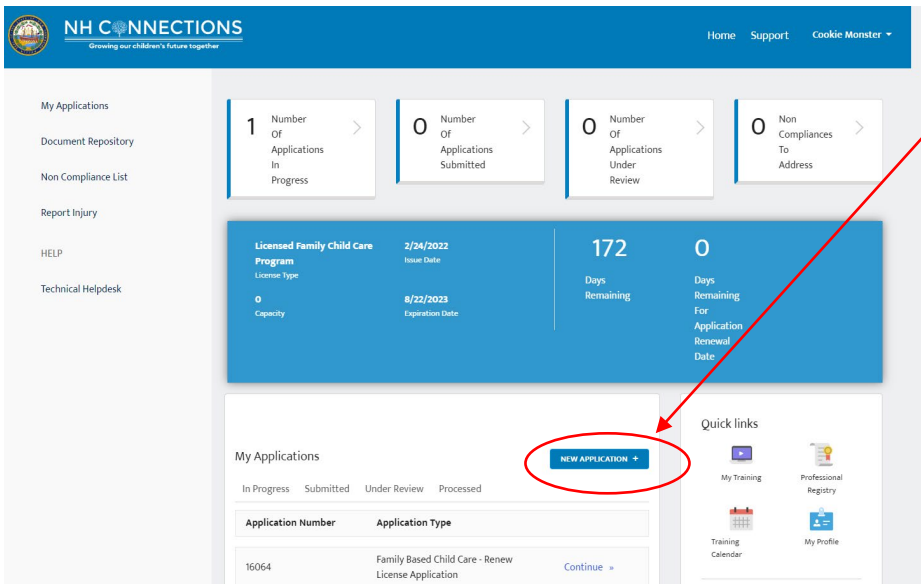 NH CONNECTIONS
Growing our children's future together
Home Support Cookie Monster
My Applications
Document Repository
Non Compliance List
Report Injury
HELP
Technical Helpdesk
1
Number
Of
Applications
In
Progress
0
Number
Of
Applications
Submitted
0
Number
Of
Applications
Under
Review
0
Non
Compliances
To
Address
Licensed Family Child Care
Program
License Type
2/24/2022
Issue Date
0
Capacity
8/22/2023
Expiration Date
172
Days
Remaining
0
Days
Remaining
For
Application
Renewal
Date
My Applications
NEW APPLICATION +
In Progress Submitted Under Review Processed
Application Number Application Type
16064
Family Based Child Care - Renew
License Application
Continue »
Quick links
My Training
Professional
Registry
Training
Calendar
My Profile